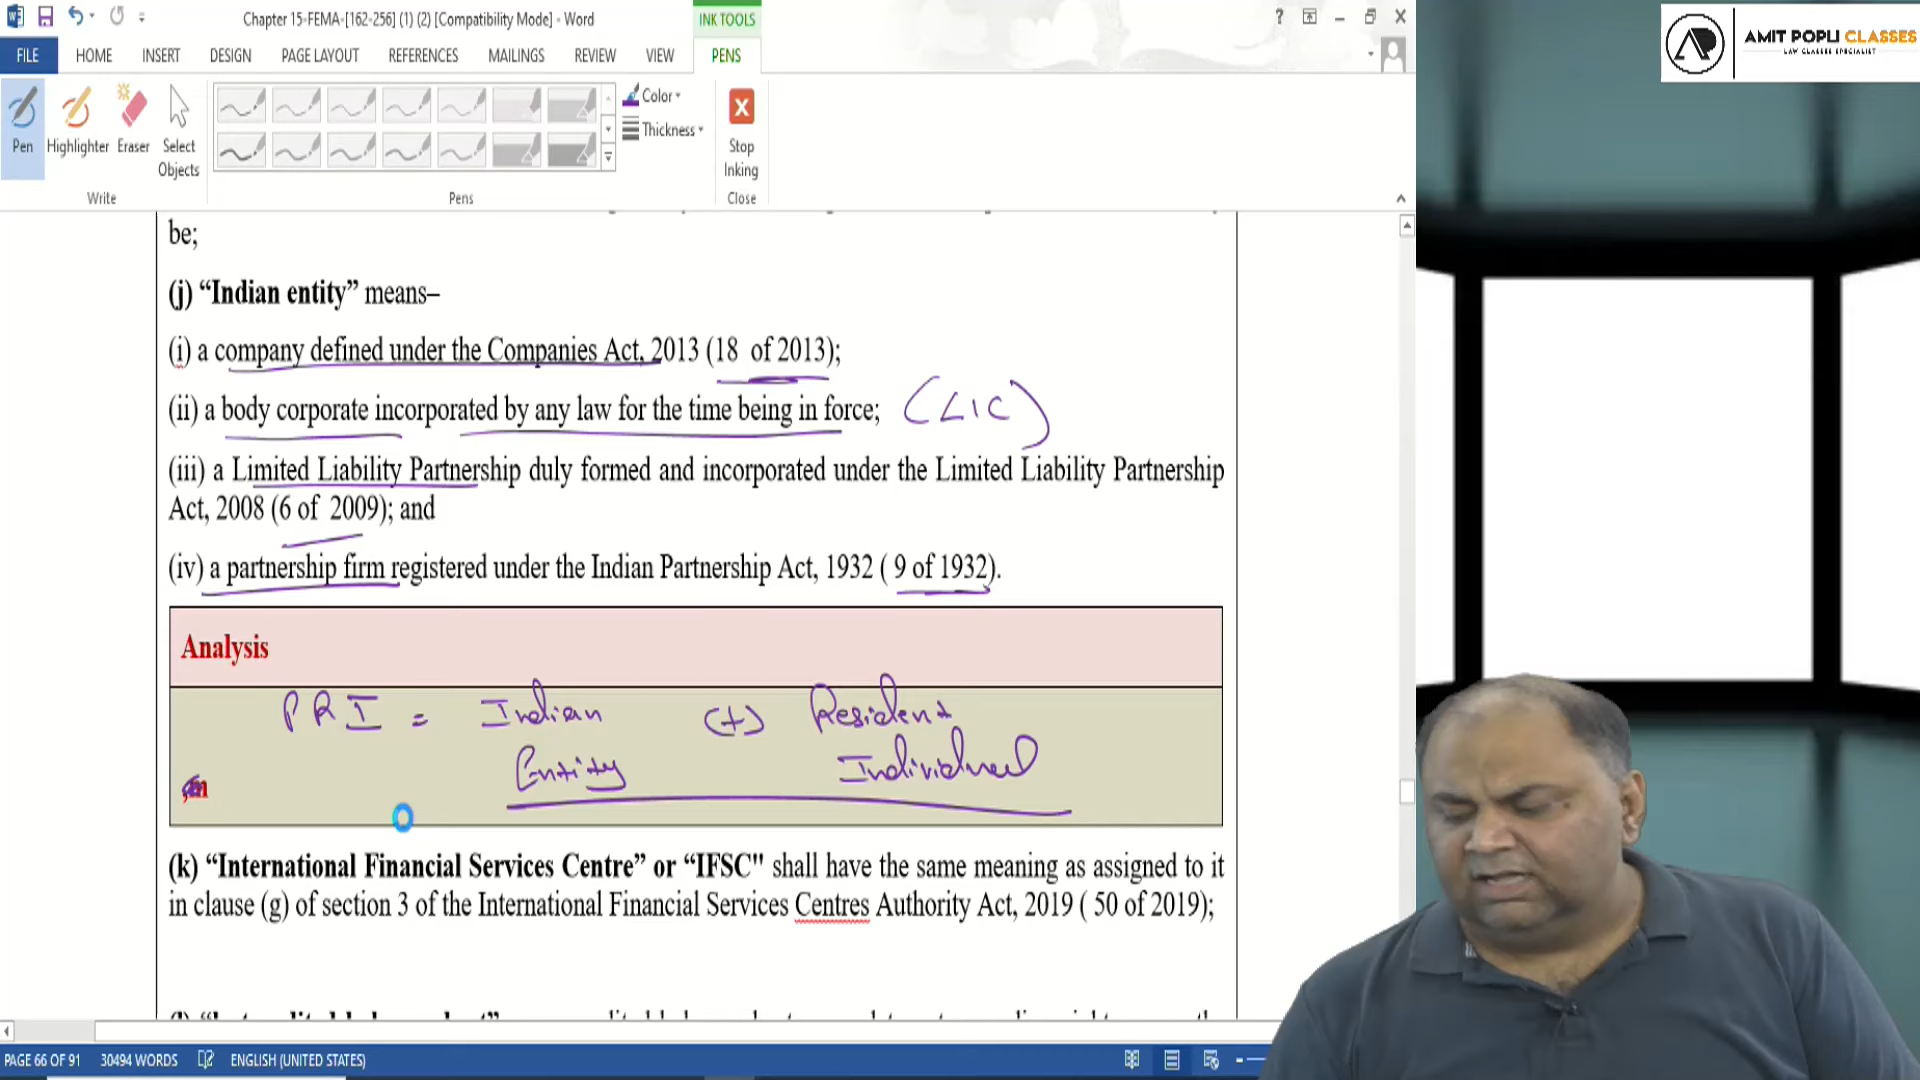 Chapter 15-FEMA-[162-256] (1) (2) [Compatibility Mode] - Word
INK TOOLS
FILE HOME INSERT DESIGN PAGE LAYOUT REFERENCES MAILINGS REVIEW VIEW PENS
AMIT POPLI CLASSES
LAW CLASSES SPECIALIST
Pen Highlighter Eraser Select Objects
Color
Thickness
Stop Inking
Write Pens Close
be;
(j) “Indian entity” means–
(i) a company defined under the Companies Act, 2013 (18 of 2013);
(ii) a body corporate incorporated by any law for the time being in force; (LIC)
(iii) a Limited Liability Partnership duly formed and incorporated under the Limited Liability Partnership
Act, 2008 (6 of 2009); and
(iv) a partnership firm registered under the Indian Partnership Act, 1932 ( 9 of 1932).
Analysis
PRI = Indian (+) Resident
Entity Individual
(k) “International Financial Services Centre” or “IFSC" shall have the same meaning as assigned to it
in clause (g) of section 3 of the International Financial Services Centres Authority Act, 2019 ( 50 of 2019);
PAGE 66 OF 91 30494 WORDS ENGLISH (UNITED STATES)